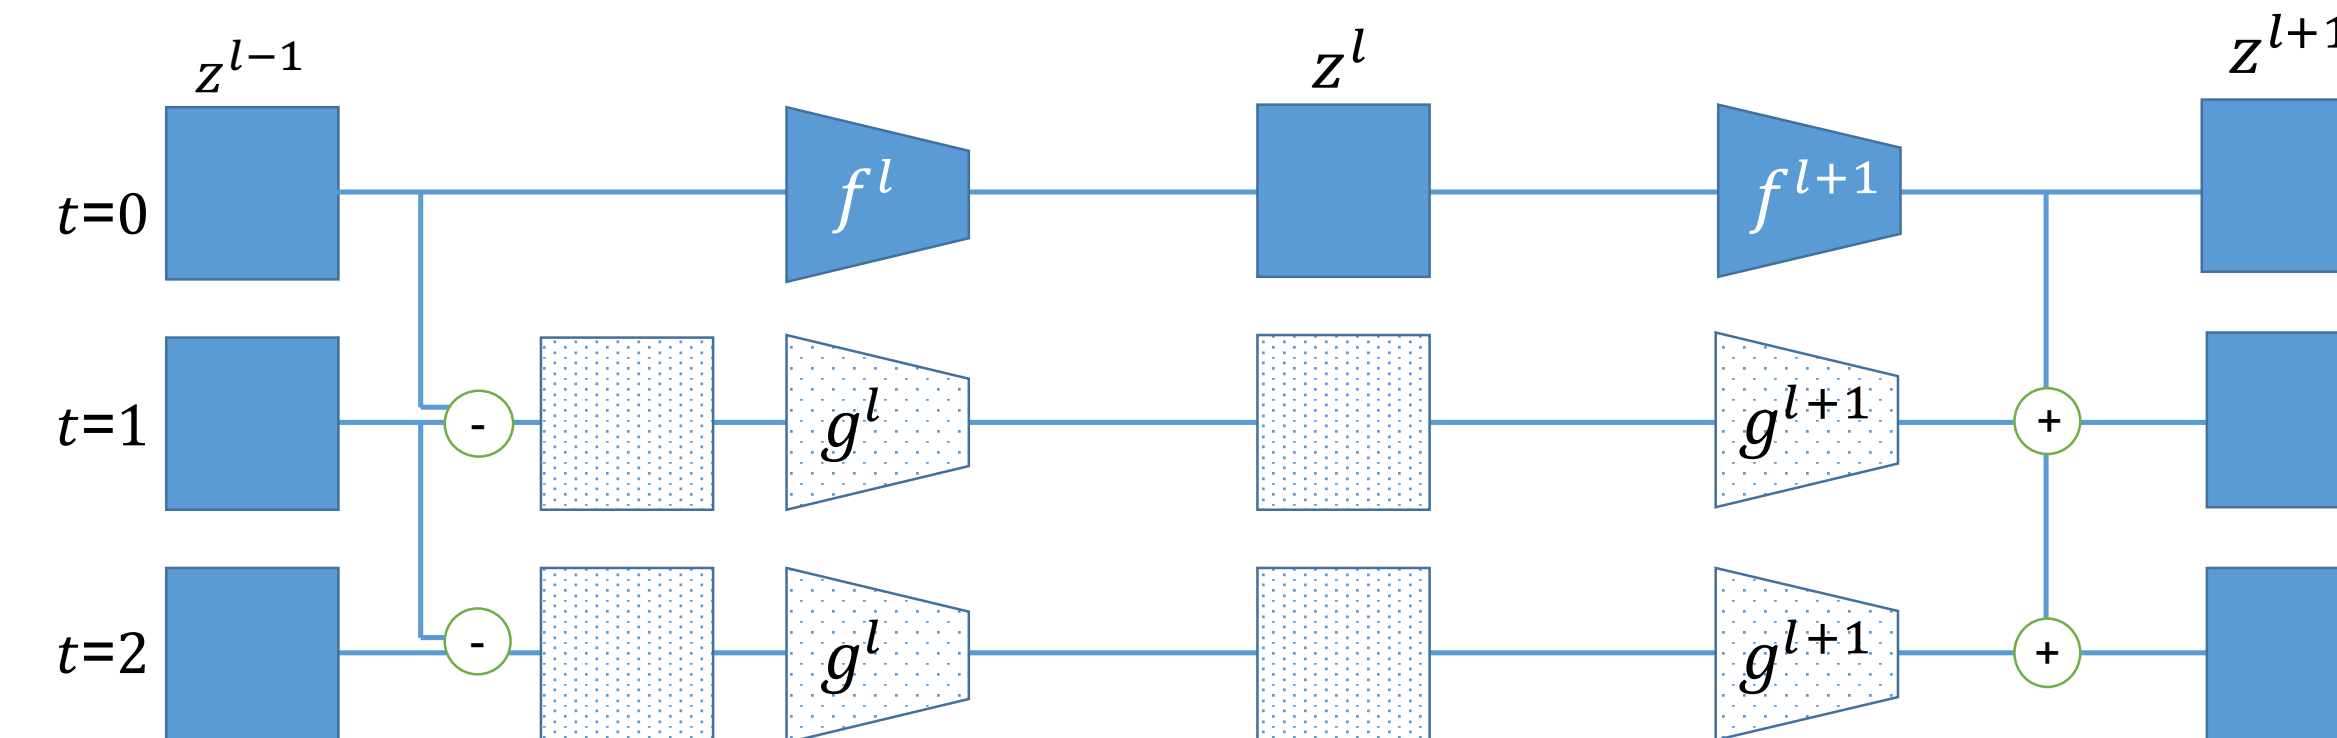 z^{l-1}
z^l
z^{l+1}
t=0
f^l
f^{l+1}
t=1
-
g^l
g^{l+1}
+
t=2
-
g^l
g^{l+1}
+